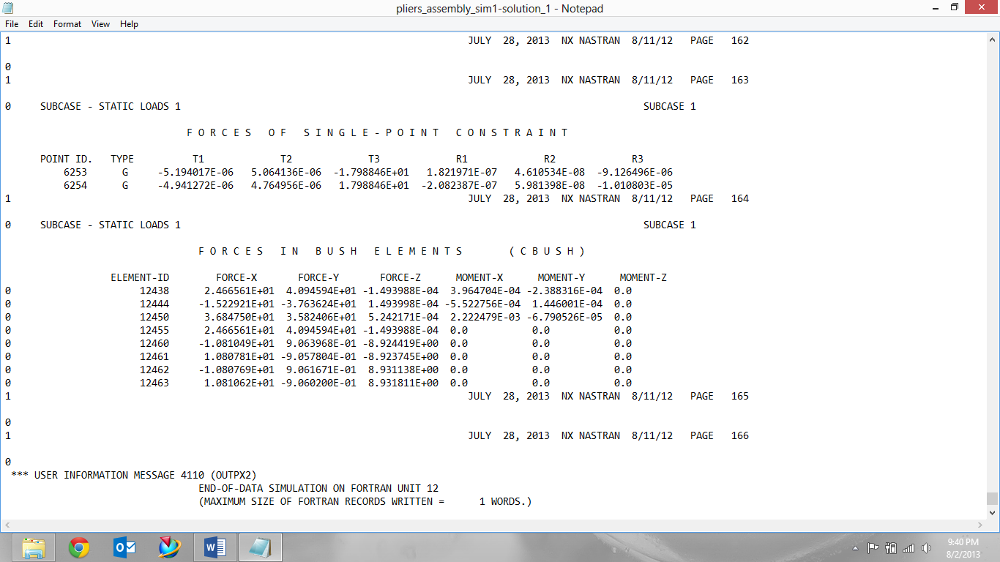 pliers_assembly_sim1-solution_1 - Notepad
File Edit Format View Help
1 JULY 28, 2013 NX NASTRAN 8/11/12 PAGE 162
0
1 JULY 28, 2013 NX NASTRAN 8/11/12 PAGE 163
0 SUBCASE - STATIC LOADS 1 SUBCASE 1
F O R C E S   O F   S I N G L E - P O I N T   C O N S T R A I N T
POINT ID. TYPE T1 T2 T3 R1 R2 R3
6253 G -5.194017E-06 5.064136E-06 -1.798846E+01 1.821971E-07 4.610534E-08 -9.126496E-06
6254 G -4.941272E-06 4.764956E-06 1.798846E+01 -2.082387E-07 5.981398E-08 -1.010803E-05
1 JULY 28, 2013 NX NASTRAN 8/11/12 PAGE 164
0 SUBCASE - STATIC LOADS 1 SUBCASE 1
F O R C E S   I N   B U S H   E L E M E N T S   ( C B U S H )
ELEMENT-ID FORCE-X FORCE-Y FORCE-Z MOMENT-X MOMENT-Y MOMENT-Z
0 12438 2.466561E+01 4.094594E+01 -1.493988E-04 3.964704E-04 -2.388316E-04 0.0
0 12444 -1.522921E+01 -3.763624E+01 1.493998E-04 -5.522756E-04 1.446001E-04 0.0
0 12450 3.684750E+01 3.582406E+01 5.242171E-04 2.222479E-03 -6.790526E-05 0.0
0 12455 2.466561E+01 4.094594E+01 -1.493988E-04 0.0 0.0 0.0
0 12460 -1.081049E+01 9.063968E-01 -8.924419E+00 0.0 0.0 0.0
0 12461 1.080781E+01 -9.057804E-01 -8.923745E+00 0.0 0.0 0.0
0 12462 -1.080769E+01 9.061671E-01 8.931138E+00 0.0 0.0 0.0
0 12463 1.081062E+01 -9.060200E-01 8.931811E+00 0.0 0.0 0.0
1 JULY 28, 2013 NX NASTRAN 8/11/12 PAGE 165
0
1 JULY 28, 2013 NX NASTRAN 8/11/12 PAGE 166
0
*** USER INFORMATION MESSAGE 4110 (OUTPX2)
END-OF-DATA SIMULATION ON FORTRAN UNIT 12
(MAXIMUM SIZE OF FORTRAN RECORDS WRITTEN = 1 WORDS.)
9:40 PM
8/2/2013